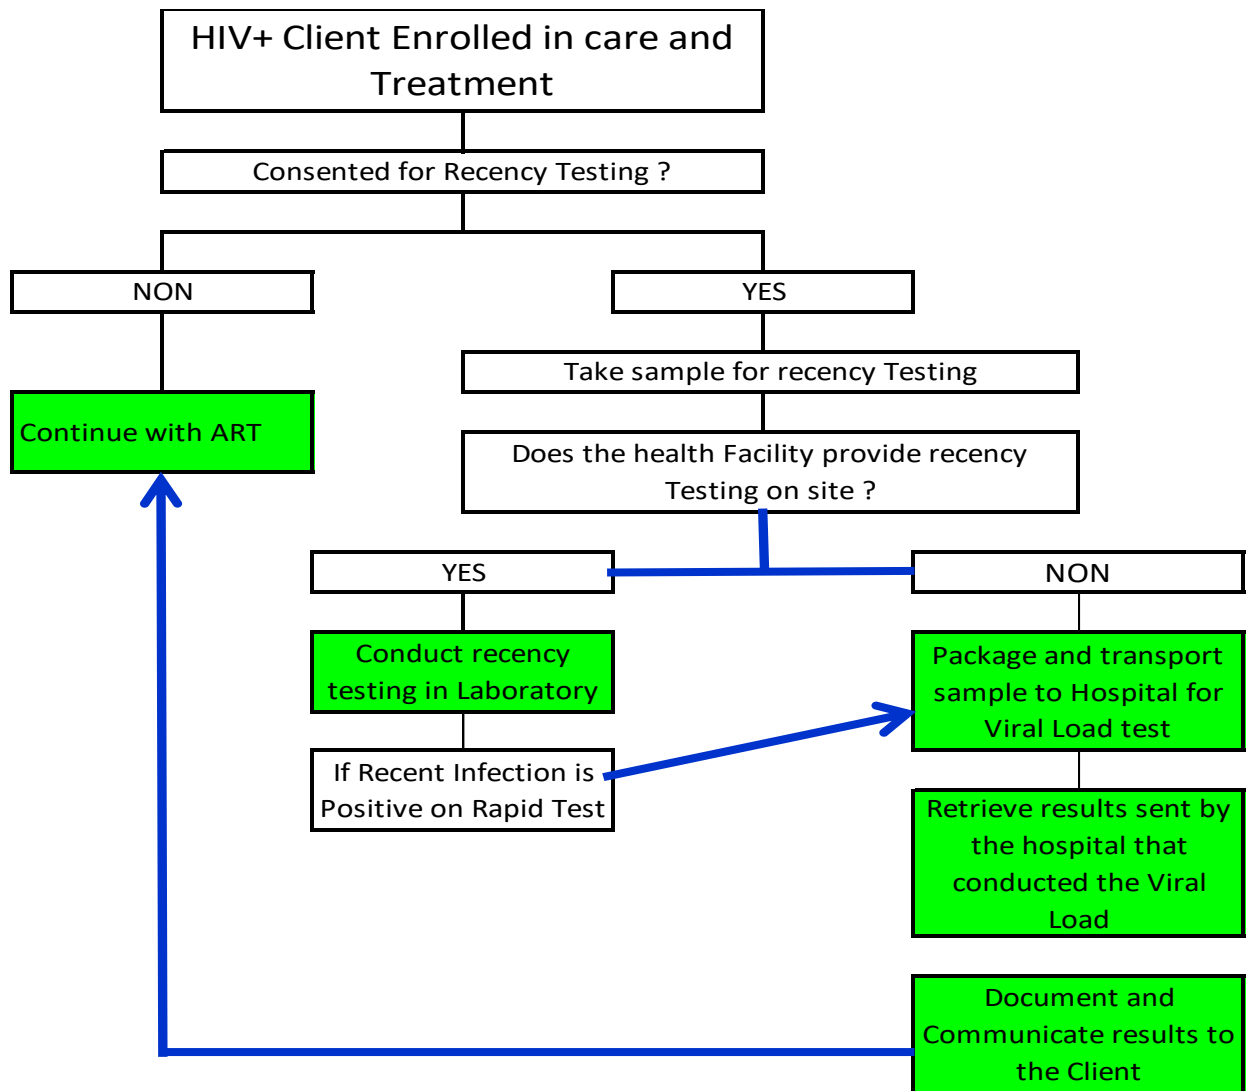 HIV+ Client Enrolled in care and
Treatment
Consented for Recency Testing ?
NON
YES
Take sample for recency Testing
Continue with ART
Does the health Facility provide recency
Testing on site ?
YES
NON
Conduct recency
testing in Laboratory
Package and transport
sample to Hospital for
Viral Load test
If Recent Infection is
Positive on Rapid Test
Retrieve results sent by
the hospital that
conducted the Viral
Load
Document and
Communicate results to
the Client